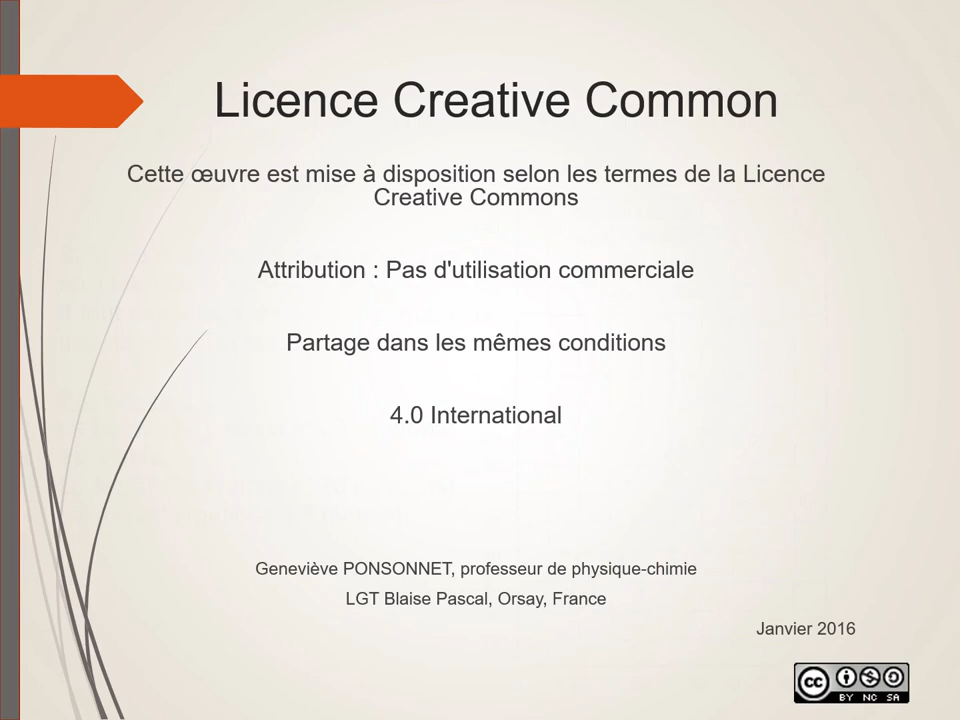 Licence Creative Common
Cette œuvre est mise à disposition selon les termes de la Licence
Creative Commons
Attribution : Pas d'utilisation commerciale
Partage dans les mêmes conditions
4.0 International
Geneviève PONSONNET, professeur de physique-chimie
LGT Blaise Pascal, Orsay, France
Janvier 2016
cc
BY NC SA